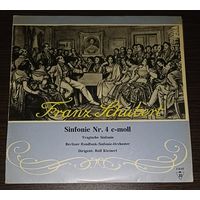 Franz Schubert
Sinfonie Nr. 4 c-moll
Tragische Sinfonie
Berliner Rundfunk-Sinfonie-Orchester
Dirigent: Rolf Kleinert